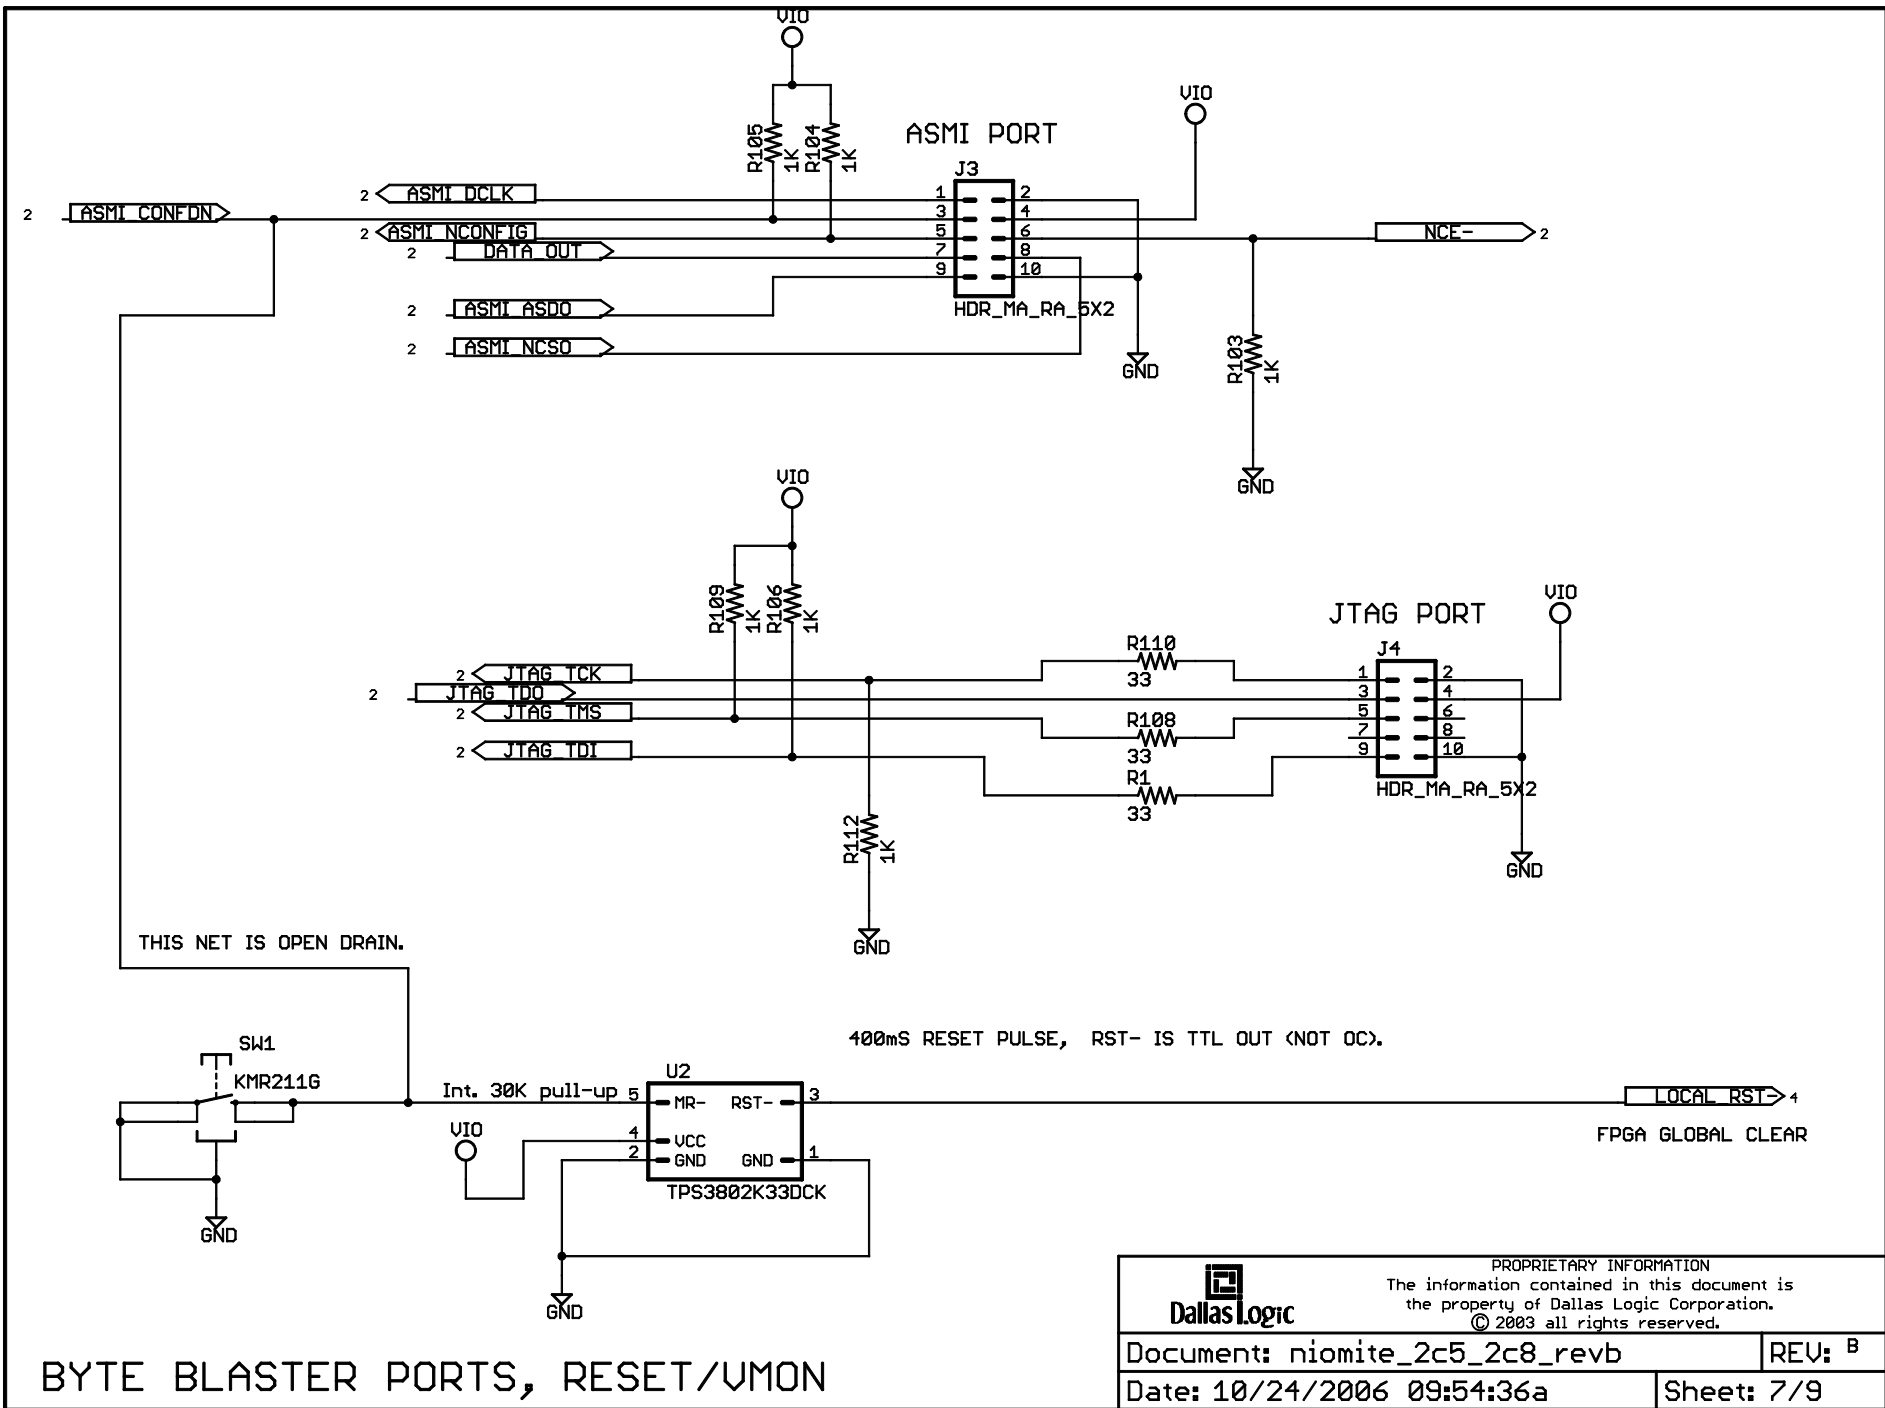 VIO
VIO
R105
1K
R104
1K
ASMI PORT
J3
2 ASMI_DCLK 1 2
2 ASMI_CONFDN 3 4
2 ASMI_NCONFIG 5 6 NCE- 2
2 DATA_OUT 7 8
9 10
2 ASMI_ASDO HDR_MA_RA_5X2
2 ASMI_NCSO
GND
R103
1K
GND
VIO
R109
1K
R106
1K
VIO
JTAG PORT
R110
33
J4
2 JTAG_TCK 1 2
2 JTAG_TDO 3 4
2 JTAG_TMS 5 6
R108
33
7 8
2 JTAG_TDI 9 10
R1
33
HDR_MA_RA_5X2
R112
1K
GND
GND
THIS NET IS OPEN DRAIN.
400mS RESET PULSE, RST- IS TTL OUT (NOT OC).
SW1
KMR211G
U2
Int. 30K pull-up 5 MR- RST- 3
LOCAL_RST- 4
FPGA GLOBAL CLEAR
VIO
4 VCC
2 GND GND 1
TPS3802K33DCK
GND
GND
PROPRIETARY INFORMATION
The information contained in this document is
the property of Dallas Logic Corporation.
© 2003 all rights reserved.
Dallas Logic
Document: niomite_2c5_2c8_revb REV: B
Date: 10/24/2006 09:54:36a Sheet: 7/9
BYTE BLASTER PORTS, RESET/VMON